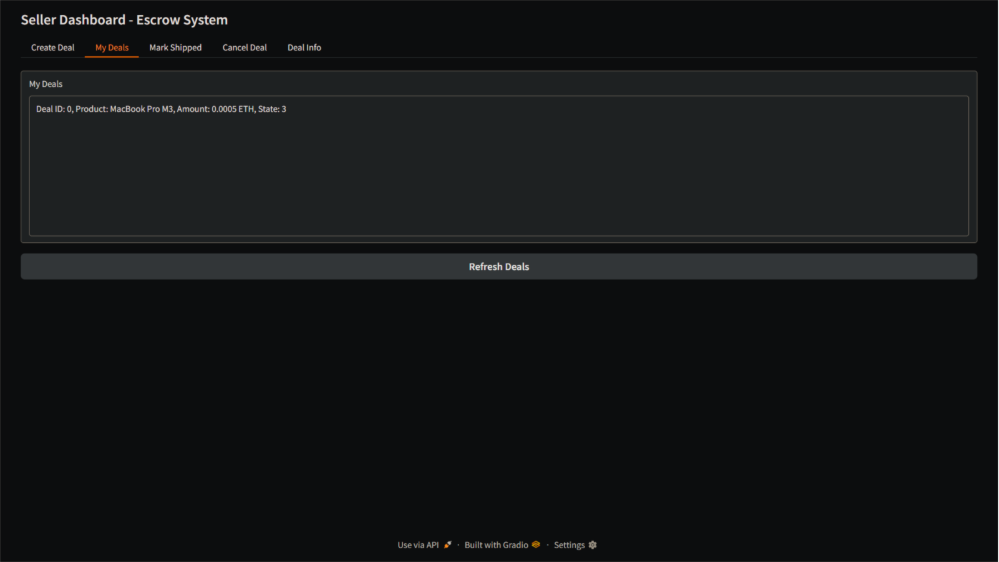 Seller Dashboard - Escrow System
Create Deal My Deals Mark Shipped Cancel Deal Deal Info
My Deals
Deal ID: 0, Product: MacBook Pro M3, Amount: 0.0005 ETH, State: 3
Refresh Deals
Use via API · Built with Gradio · Settings